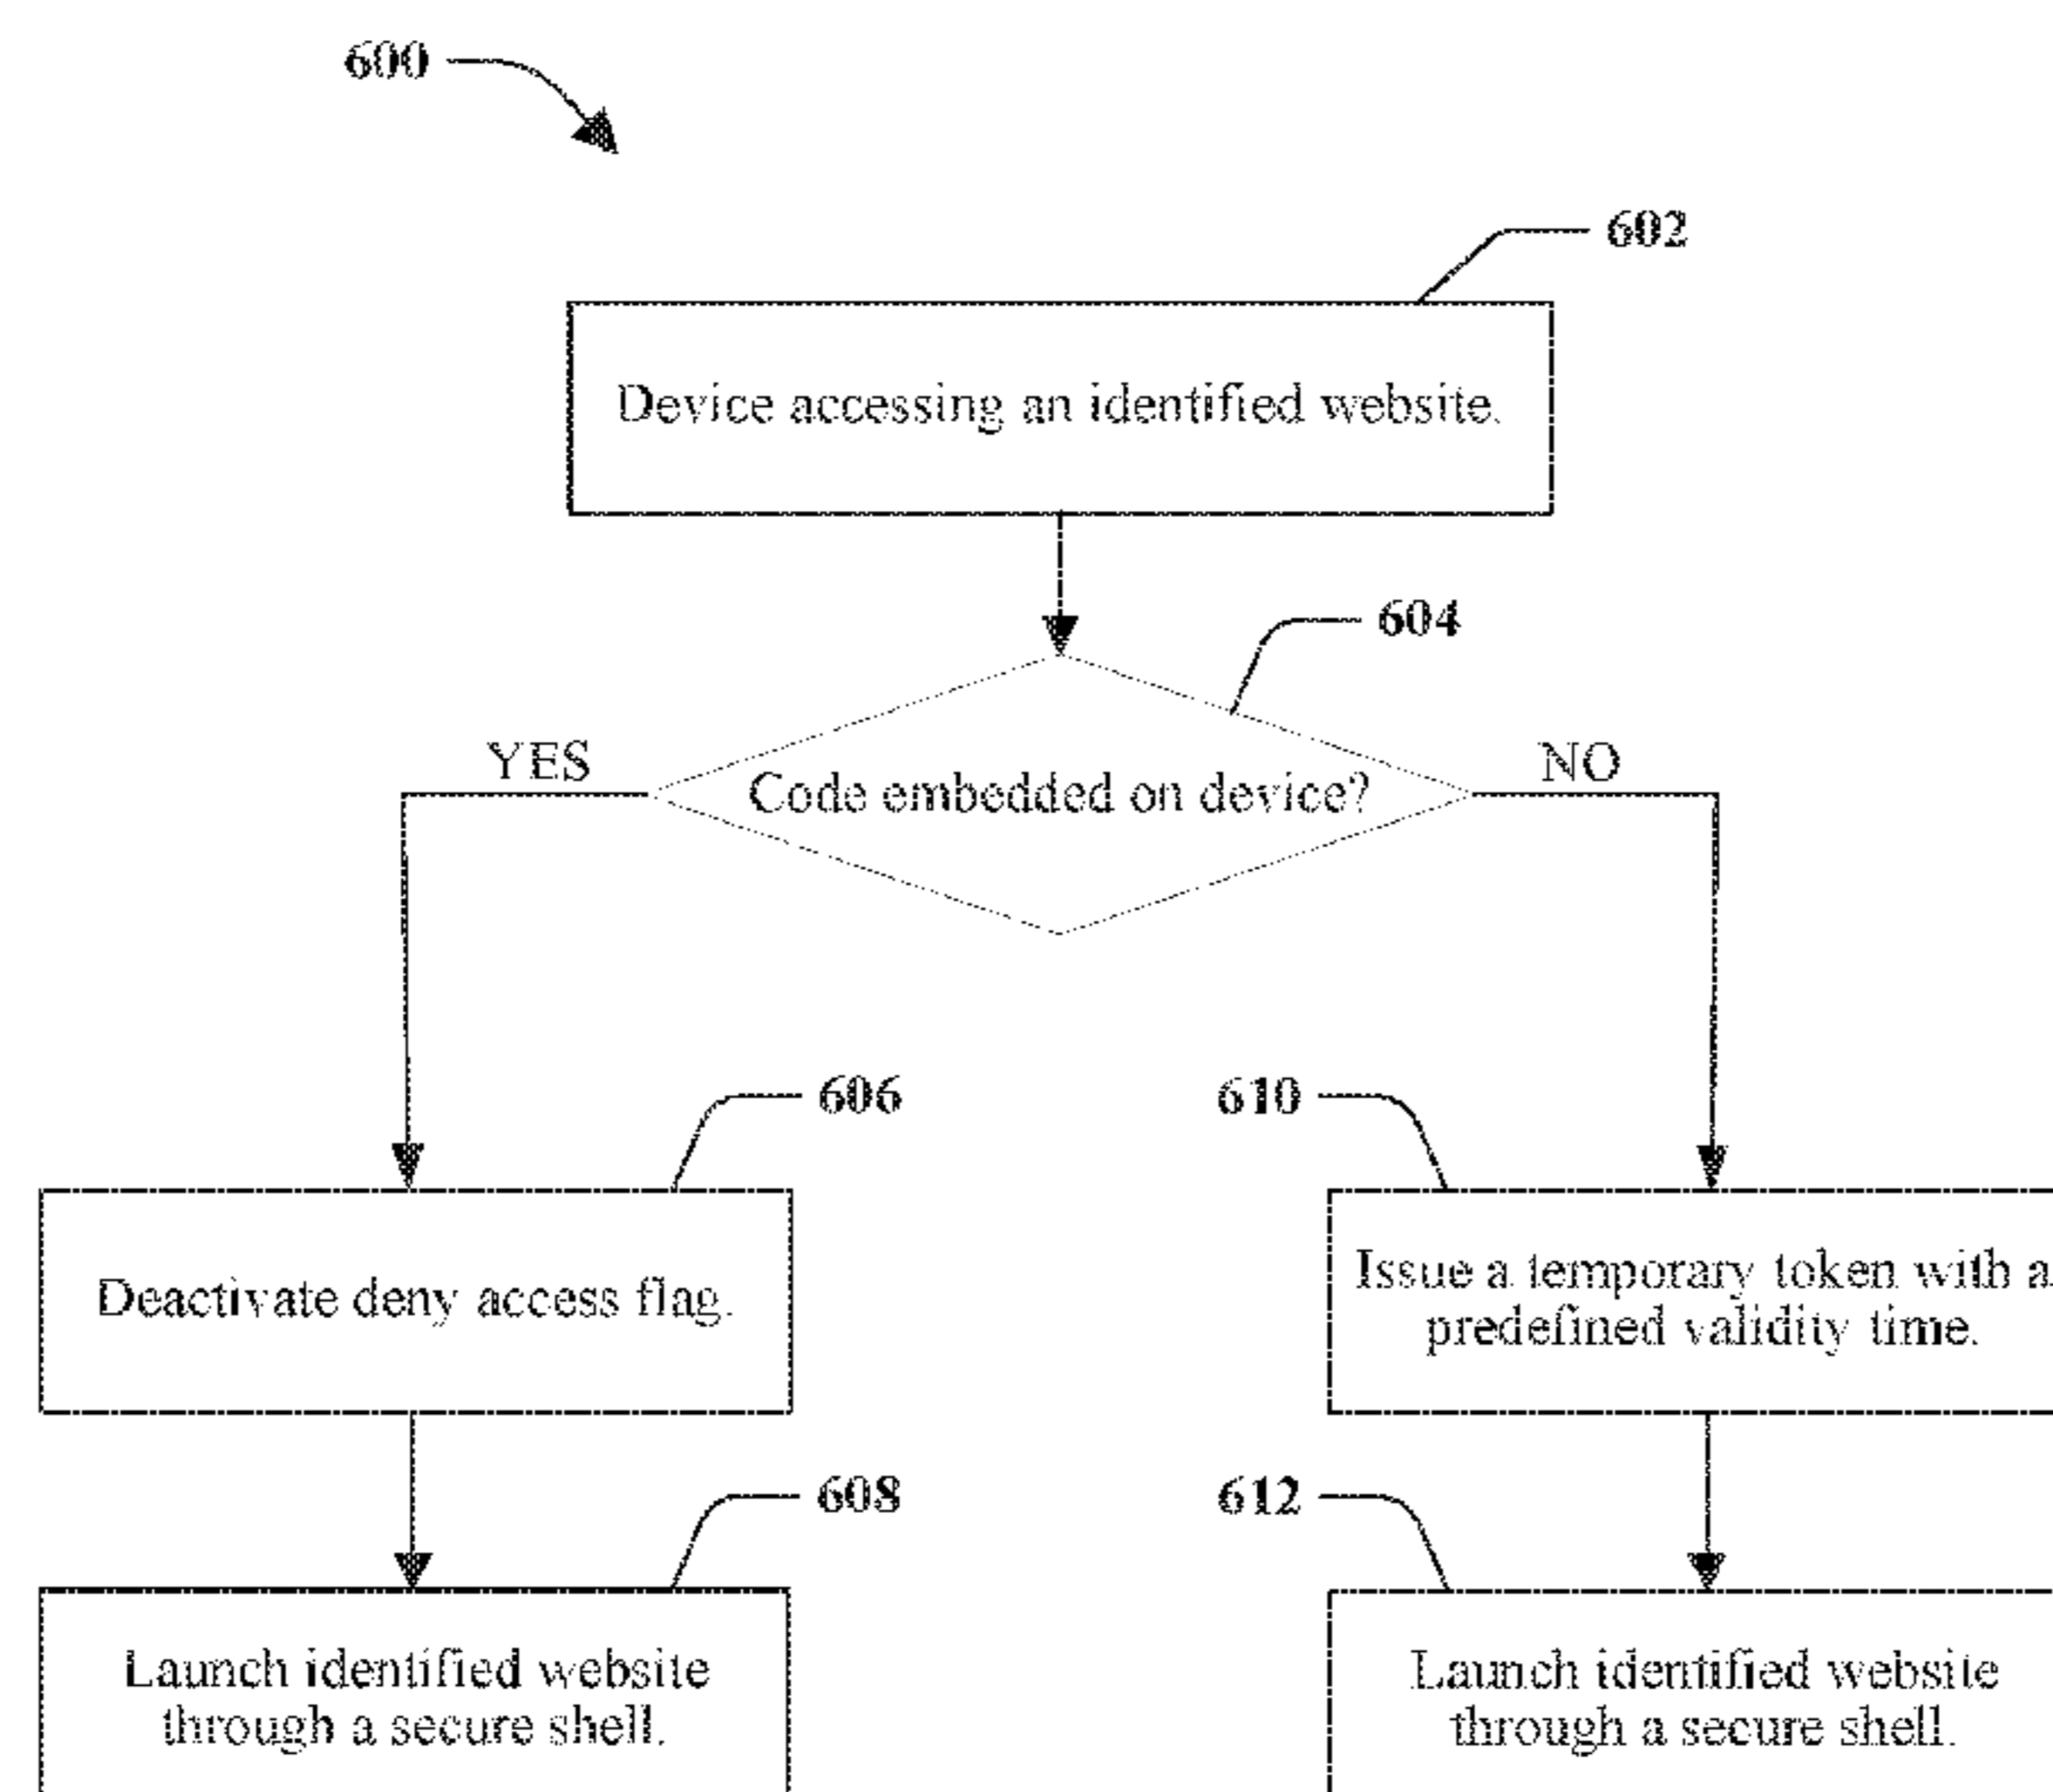 600
602
Device accessing an identified website.
604
YES
NO
Code embedded on device?
606
610
Deactivate deny access flag.
Issue a temporary token with a
predefined validity time.
608
612
Launch identified website
through a secure shell.
Launch identified website
through a secure shell.